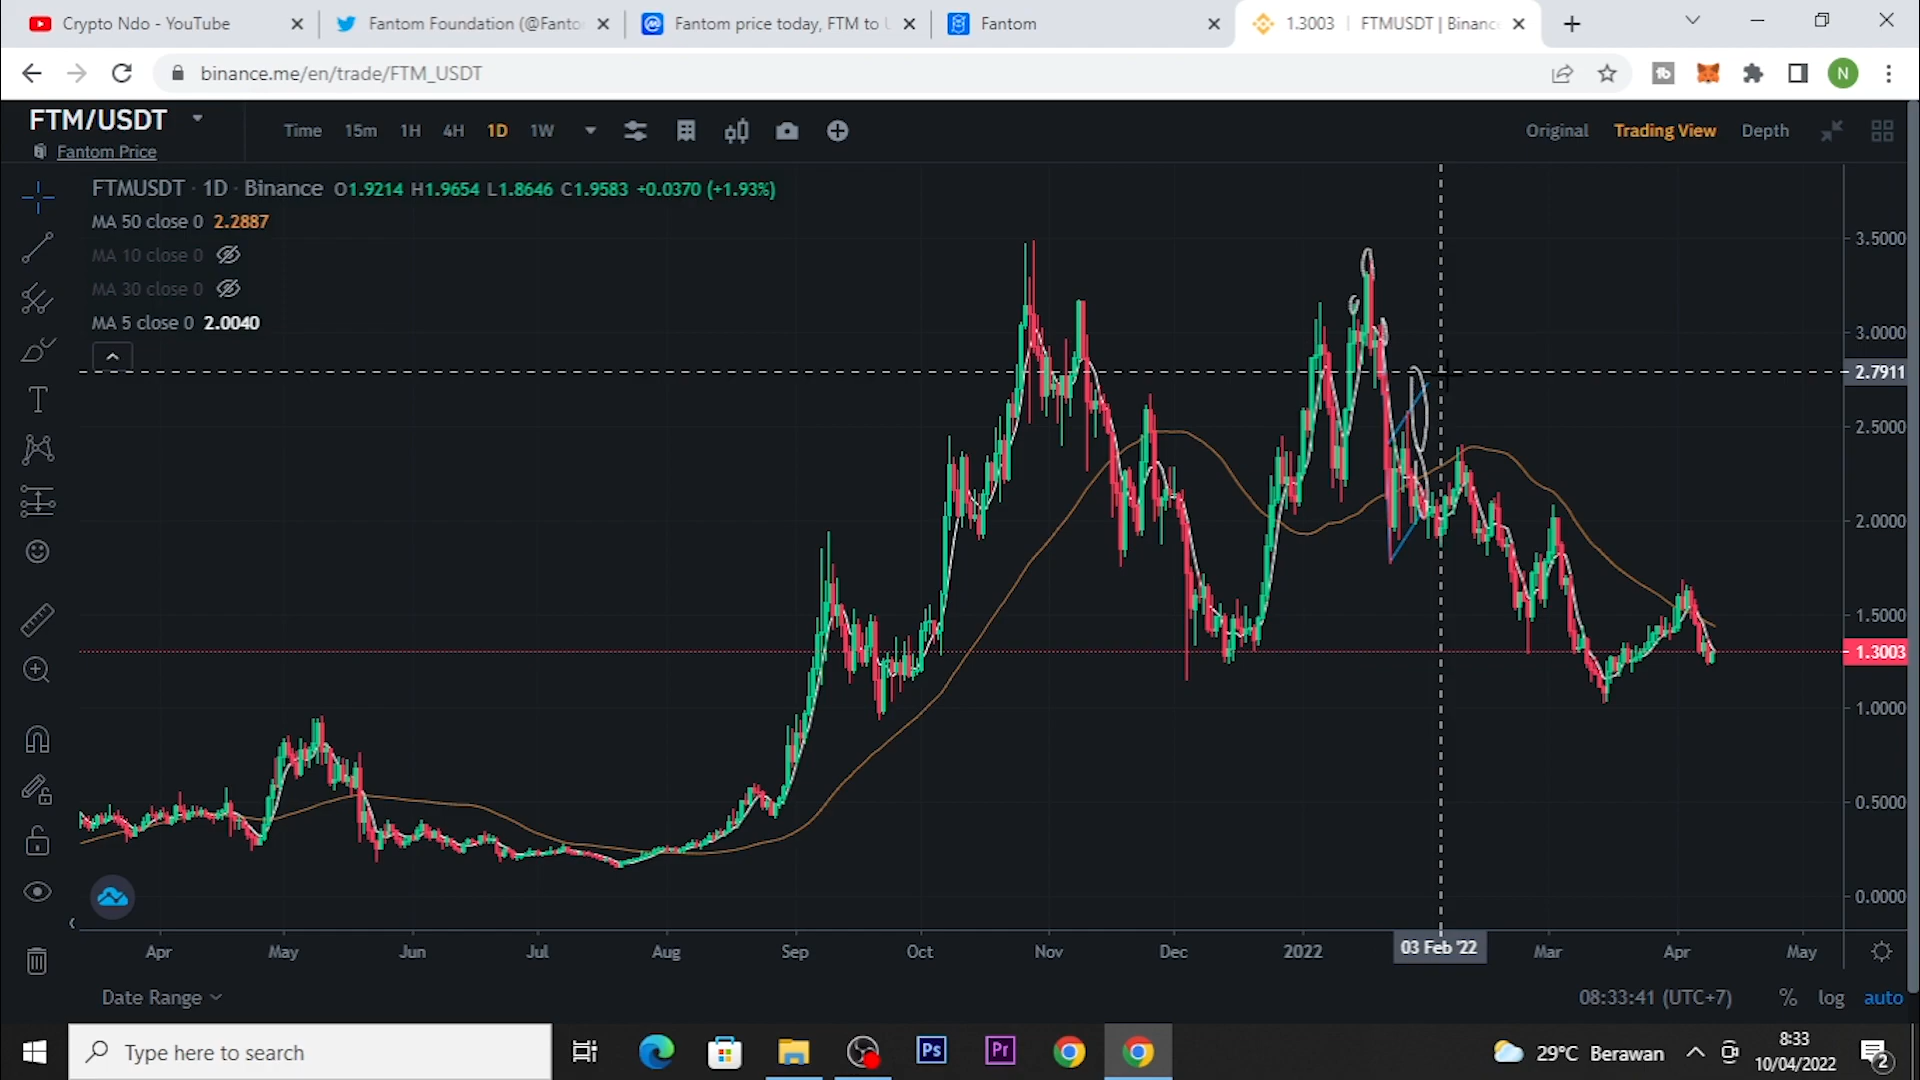 Crypto Ndo - YouTube
Fantom Foundation (@Fanto
Fantom price today, FTM to U
Fantom
1.3003 | FTMUSDT | Binance
binance.me/en/trade/FTM_USDT
N
FTM/USDT
Fantom Price
Time 15m 1H 4H 1D 1W
Original Trading View Depth
FTMUSDT · 1D · Binance O1.9214 H1.9654 L1.8646 C1.9583 +0.0370 (+1.93%)
MA 50 close 0 2.2887
MA 10 close 0
MA 30 close 0
MA 5 close 0 2.0040
3.5000
3.0000
2.7911
2.5000
2.0000
1.5000
1.3003
1.0000
0.5000
0.0000
Apr May Jun Jul Aug Sep Oct Nov Dec 2022 03 Feb '22 Mar Apr May
Date Range
08:33:41 (UTC+7) % log auto
Type here to search
Ps
Pr
29°C Berawan
8:33
10/04/2022
2